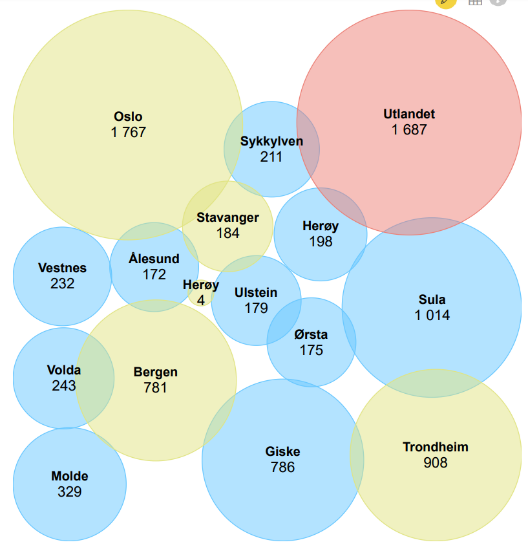 Oslo
1 767
Utlandet
1 687
Sykkylven
211
Stavanger
184
Herøy
198
Ålesund
172
Vestnes
232
Herøy
4
Ulstein
179
Sula
1 014
Ørsta
175
Volda
243
Bergen
781
Giske
786
Trondheim
908
Molde
329